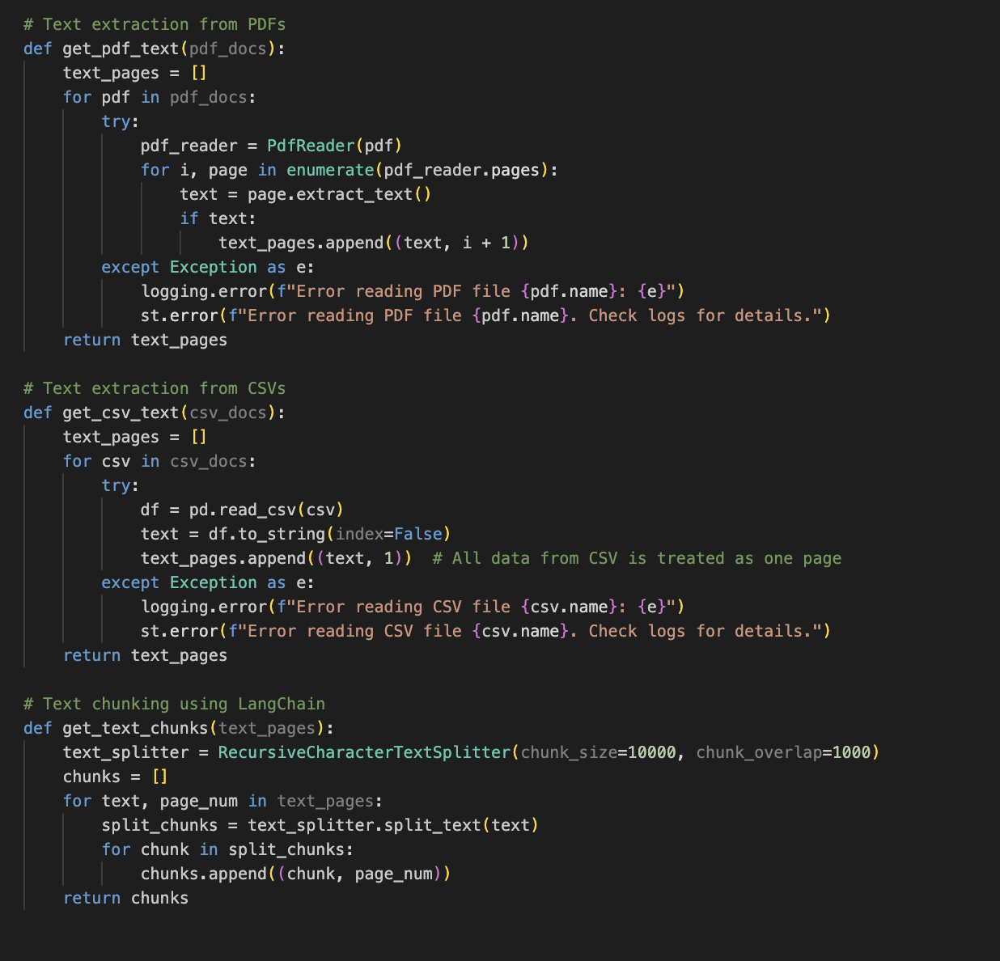 # Text extraction from PDFs
def get_pdf_text(pdf_docs):
    text_pages = []
    for pdf in pdf_docs:
        try:
            pdf_reader = PdfReader(pdf)
            for i, page in enumerate(pdf_reader.pages):
                text = page.extract_text()
                if text:
                    text_pages.append((text, i + 1))
        except Exception as e:
            logging.error(f"Error reading PDF file {pdf.name}: {e}")
            st.error(f"Error reading PDF file {pdf.name}. Check logs for details.")
    return text_pages

# Text extraction from CSVs
def get_csv_text(csv_docs):
    text_pages = []
    for csv in csv_docs:
        try:
            df = pd.read_csv(csv)
            text = df.to_string(index=False)
            text_pages.append((text, 1))  # All data from CSV is treated as one page
        except Exception as e:
            logging.error(f"Error reading CSV file {csv.name}: {e}")
            st.error(f"Error reading CSV file {csv.name}. Check logs for details.")
    return text_pages

# Text chunking using LangChain
def get_text_chunks(text_pages):
    text_splitter = RecursiveCharacterTextSplitter(chunk_size=10000, chunk_overlap=1000)
    chunks = []
    for text, page_num in text_pages:
        split_chunks = text_splitter.split_text(text)
        for chunk in split_chunks:
            chunks.append((chunk, page_num))
    return chunks